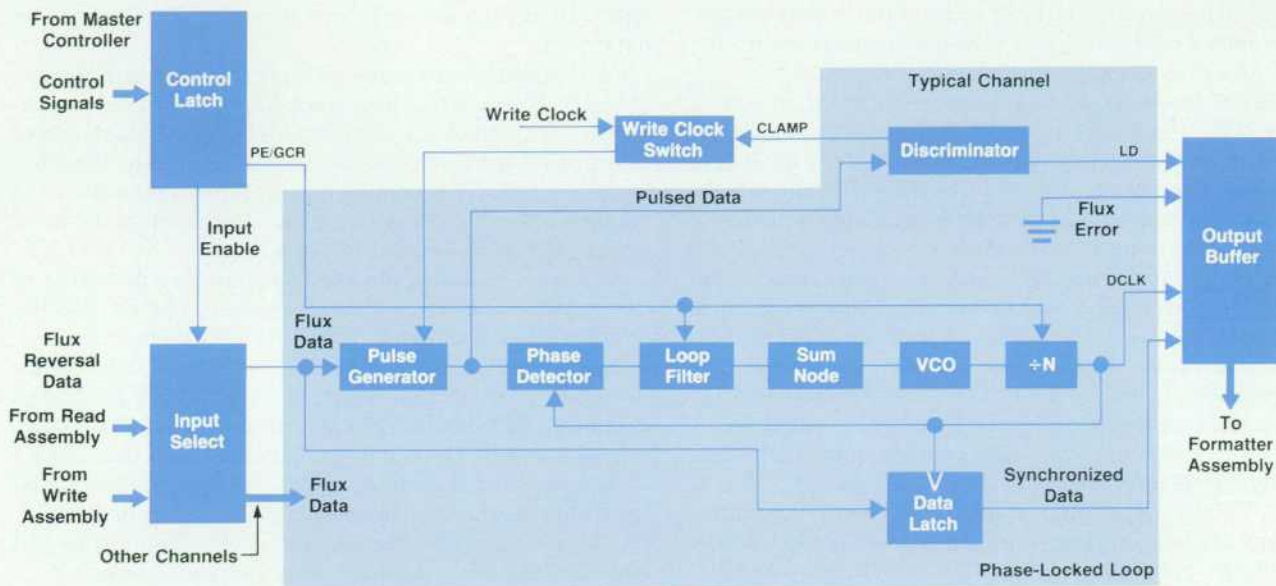 From Master
Controller
Control
Signals
Control
Latch
PE/GCR
Input
Enable
Write Clock
Write Clock
Switch
CLAMP
Typical Channel
Discriminator
LD
Pulsed Data
Flux
Error
Output
Buffer
DCLK
Flux
Reversal
Data
From Read
Assembly
From
Write
Assembly
Input
Select
Flux
Data
Pulse
Generator
Phase
Detector
Loop
Filter
Sum
Node
VCO
÷N
To
Formatter
Assembly
Flux
Data
Other Channels
Data
Latch
Synchronized
Data
Phase-Locked Loop